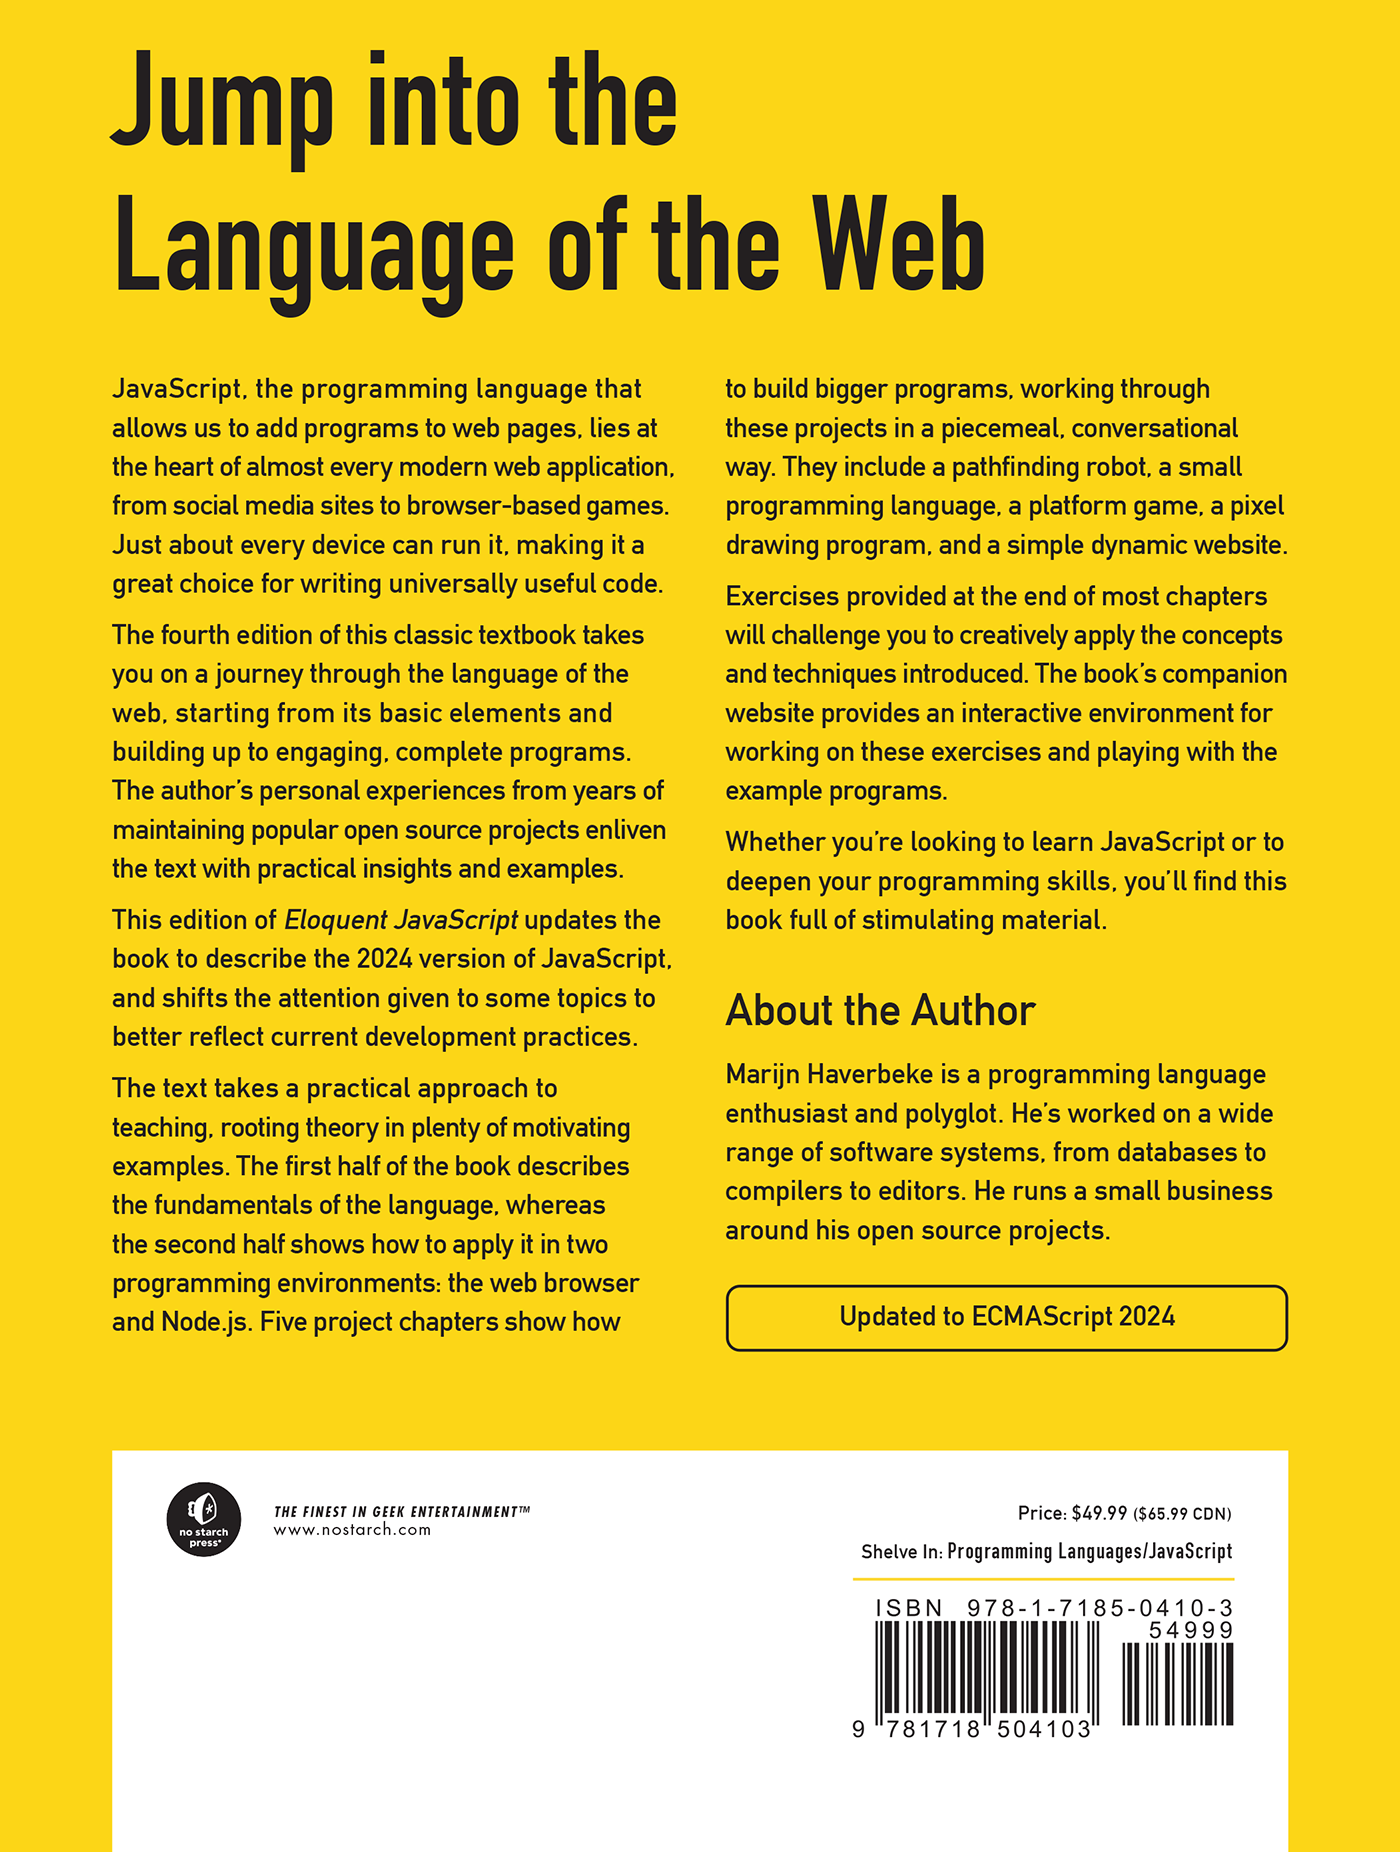 Jump into the
Language of the Web
JavaScript, the programming language that
allows us to add programs to web pages, lies at
the heart of almost every modern web application,
from social media sites to browser-based games.
Just about every device can run it, making it a
great choice for writing universally useful code.
The fourth edition of this classic textbook takes
you on a journey through the language of the
web, starting from its basic elements and
building up to engaging, complete programs.
The author’s personal experiences from years of
maintaining popular open source projects enliven
the text with practical insights and examples.
This edition of Eloquent JavaScript updates the
book to describe the 2024 version of JavaScript,
and shifts the attention given to some topics to
better reflect current development practices.
The text takes a practical approach to
teaching, rooting theory in plenty of motivating
examples. The first half of the book describes
the fundamentals of the language, whereas
the second half shows how to apply it in two
programming environments: the web browser
and Node.js. Five project chapters show how
to build bigger programs, working through
these projects in a piecemeal, conversational
way. They include a pathfinding robot, a small
programming language, a platform game, a pixel
drawing program, and a simple dynamic website.
Exercises provided at the end of most chapters
will challenge you to creatively apply the concepts
and techniques introduced. The book’s companion
website provides an interactive environment for
working on these exercises and playing with the
example programs.
Whether you’re looking to learn JavaScript or to
deepen your programming skills, you’ll find this
book full of stimulating material.
About the Author
Marijn Haverbeke is a programming language
enthusiast and polyglot. He’s worked on a wide
range of software systems, from databases to
compilers to editors. He runs a small business
around his open source projects.
Updated to ECMAScript 2024
no starch
press®
THE FINEST IN GEEK ENTERTAINMENT™
www.nostarch.com
Price: $49.99 ($65.99 CDN)
Shelve In: Programming Languages/JavaScript
ISBN 978-1-7185-0410-3
54999
9 781718 504103